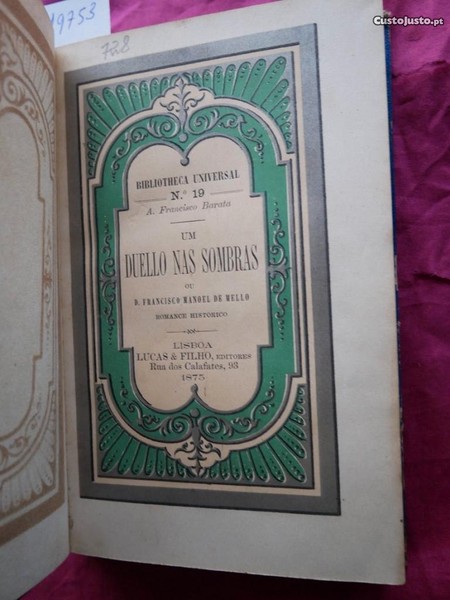 19753
CustoJusto.pt
728
BIBLIOTHECA UNIVERSAL
N.º 19
A. Francisco Barata
UM
DUELLO NAS SOMBRAS
OU
D. FRANCISCO MANOEL DE MELLO
ROMANCE HISTORICO
LISBOA
LUCAS & FILHO, EDITORES
Rua dos Calafates, 93
1875